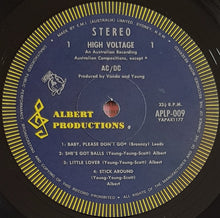 STEREO
1 HIGH VOLTAGE 1
An Australian Recording
Australian Compositions, except *
AC/DC
Produced by Vanda and Young
33⅓ R.P.M.
APLP-009
YAPAX1177
ALBERT
PRODUCTIONS
1: BABY, PLEASE DON'T GO* (Broonzy) Leeds
2: SHE'S GOT BALLS (Young-Young-Scott) Albert
3: LITTLE LOVER (Young-Young-Scott) Albert
4: STICK AROUND
(Young-Young-Scott)
Albert